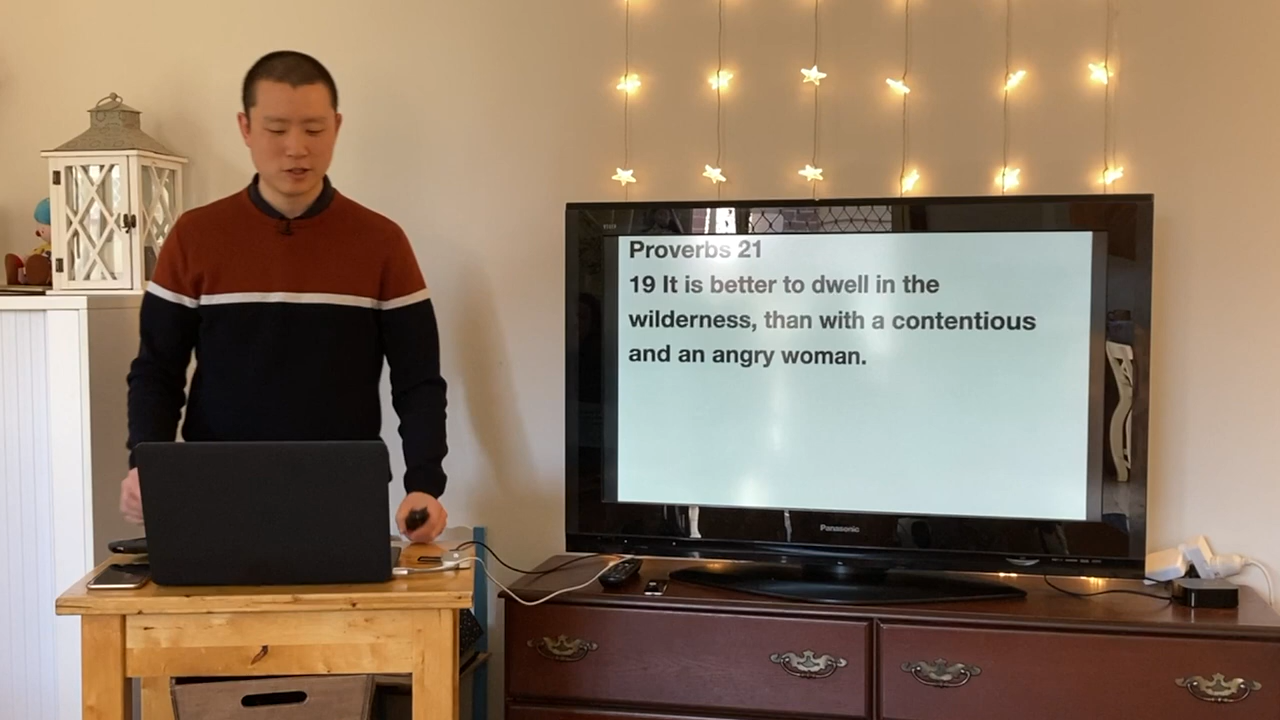 Proverbs 21
19 It is better to dwell in the
wilderness, than with a contentious
and an angry woman.
Panasonic